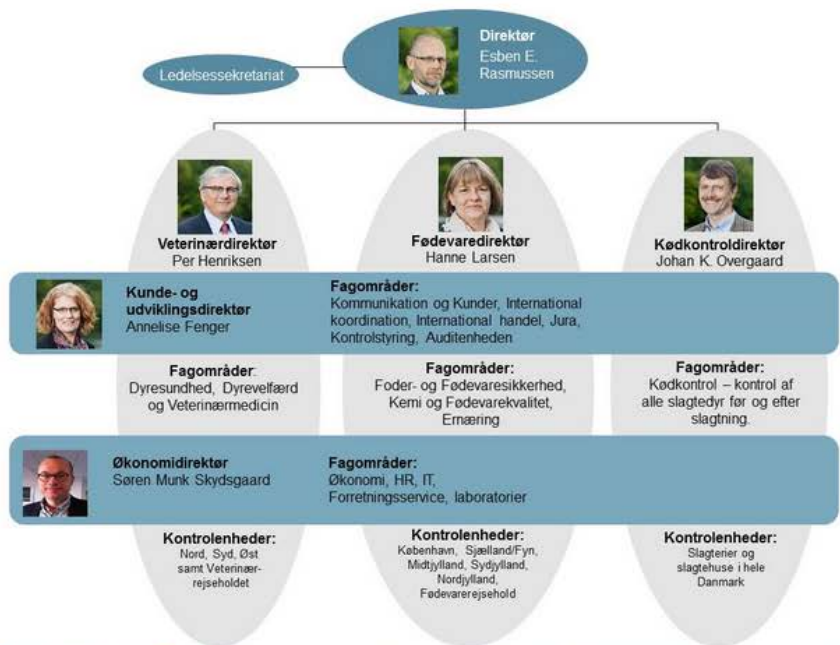 Direktør
Esben E.
Rasmussen
Ledelsessekretariat
Veterinærdirektør
Per Henriksen
Fødevaredirektør
Hanne Larsen
Kødkontroldirektør
Johan K. Overgaard
Kunde- og
udviklingsdirektør
Annelise Fenger
Fagområder:
Kommunikation og Kunder, International
koordination, International handel, Jura,
Kontrolstyring, Auditenheden
Fagområder:
Dyresundhed, Dyrevelfærd
og Veterinærmedicin
Fagområder:
Foder- og Fødevaresikkerhed,
Kemi og Fødevarekvalitet,
Ernæring
Fagområder:
Kødkontrol – kontrol af
alle slagtedyr før og efter
slagtning.
Økonomidirektør
Søren Munk Skydsgaard
Fagområder:
Økonomi, HR, IT,
Forretningsservice, laboratorier
Kontrolenheder:
Nord, Syd, Øst
samt Veterinær-
rejseholdet
Kontrolenheder:
København, Sjælland/Fyn,
Midtjylland, Sydjylland,
Nordjylland,
Fødevarerejsehold
Kontrolenheder:
Slagterier og
slagtehuse i hele
Danmark